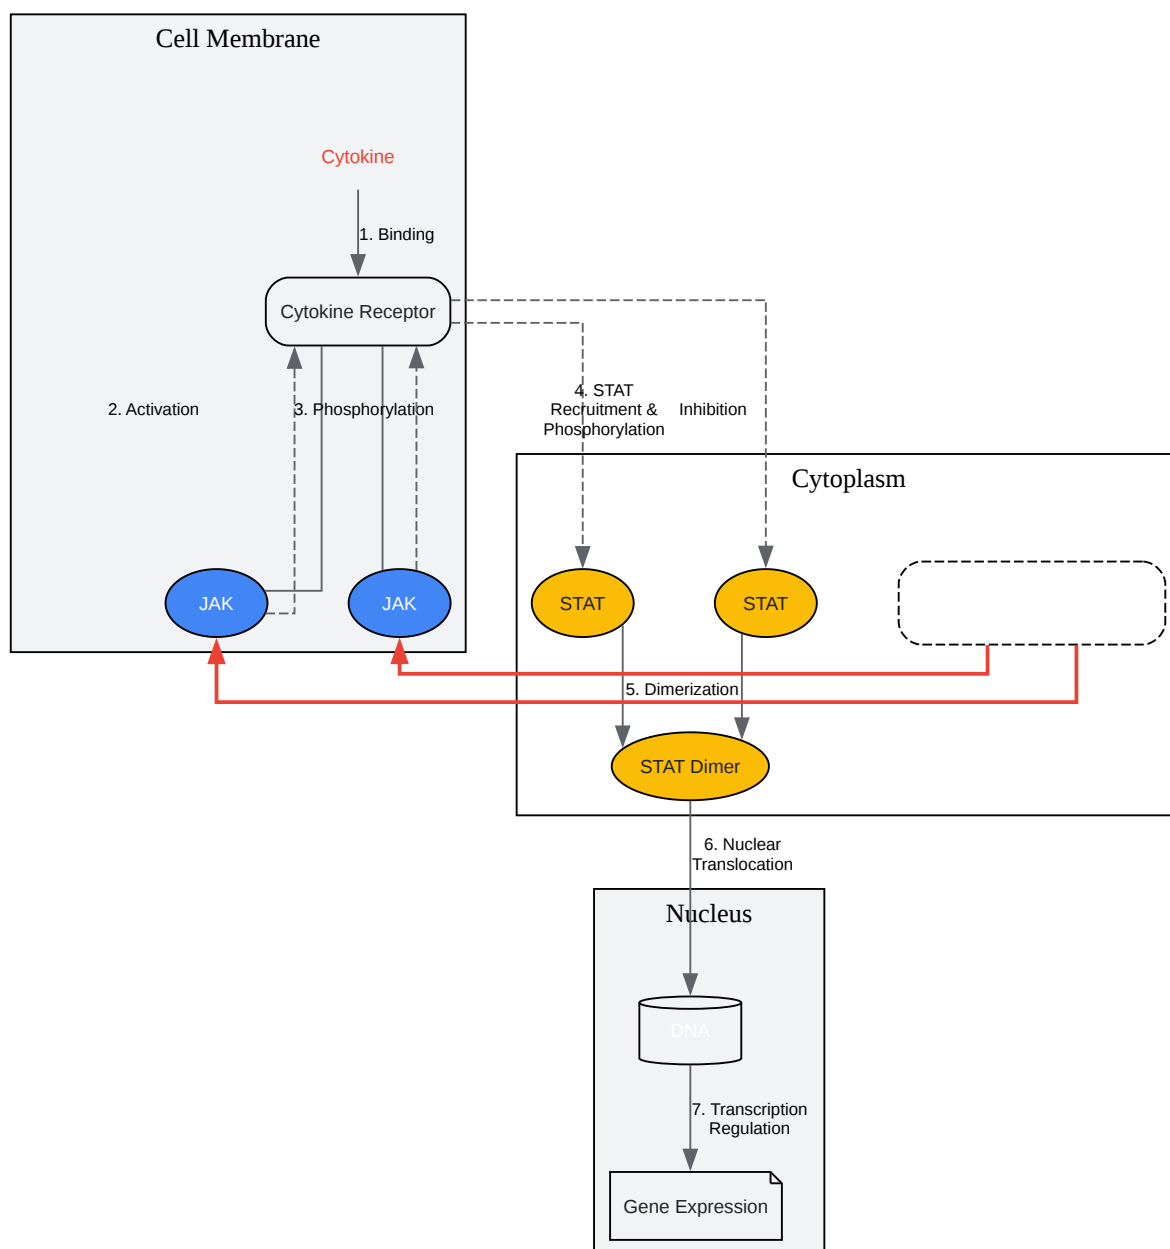 Cell Membrane
Cytokine
1. Binding
Cytokine Receptor
2. Activation
3. Phosphorylation
4. STAT
Recruitment &
Phosphorylation
Inhibition
Cytoplasm
JAK
JAK
STAT
STAT
5. Dimerization
STAT Dimer
6. Nuclear
Translocation
Nucleus
DNA
7. Transcription
Regulation
Gene Expression